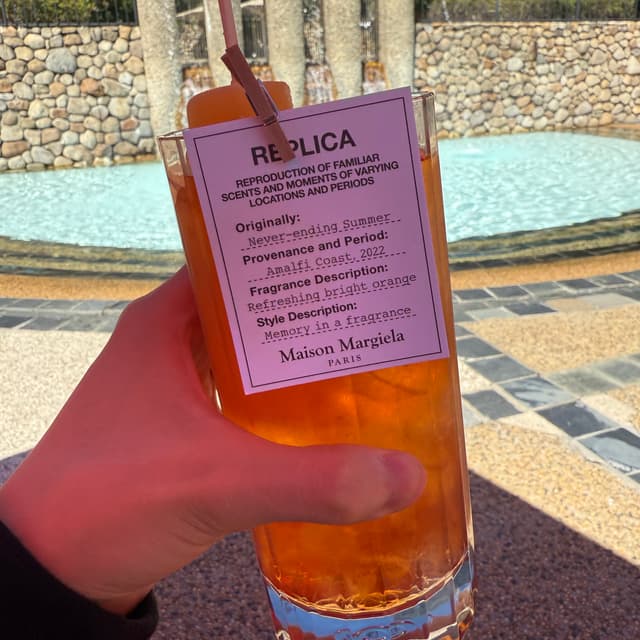 REPLICA
REPRODUCTION OF FAMILIAR
SCENTS AND MOMENTS OF VARYING
LOCATIONS AND PERIODS
Originally:
Never-ending Summer
Provenance and Period:
Amalfi Coast, 2022
Fragrance Description:
Refreshing bright orange
Style Description:
Memory in a fragrance
Maison Margiela
PARIS